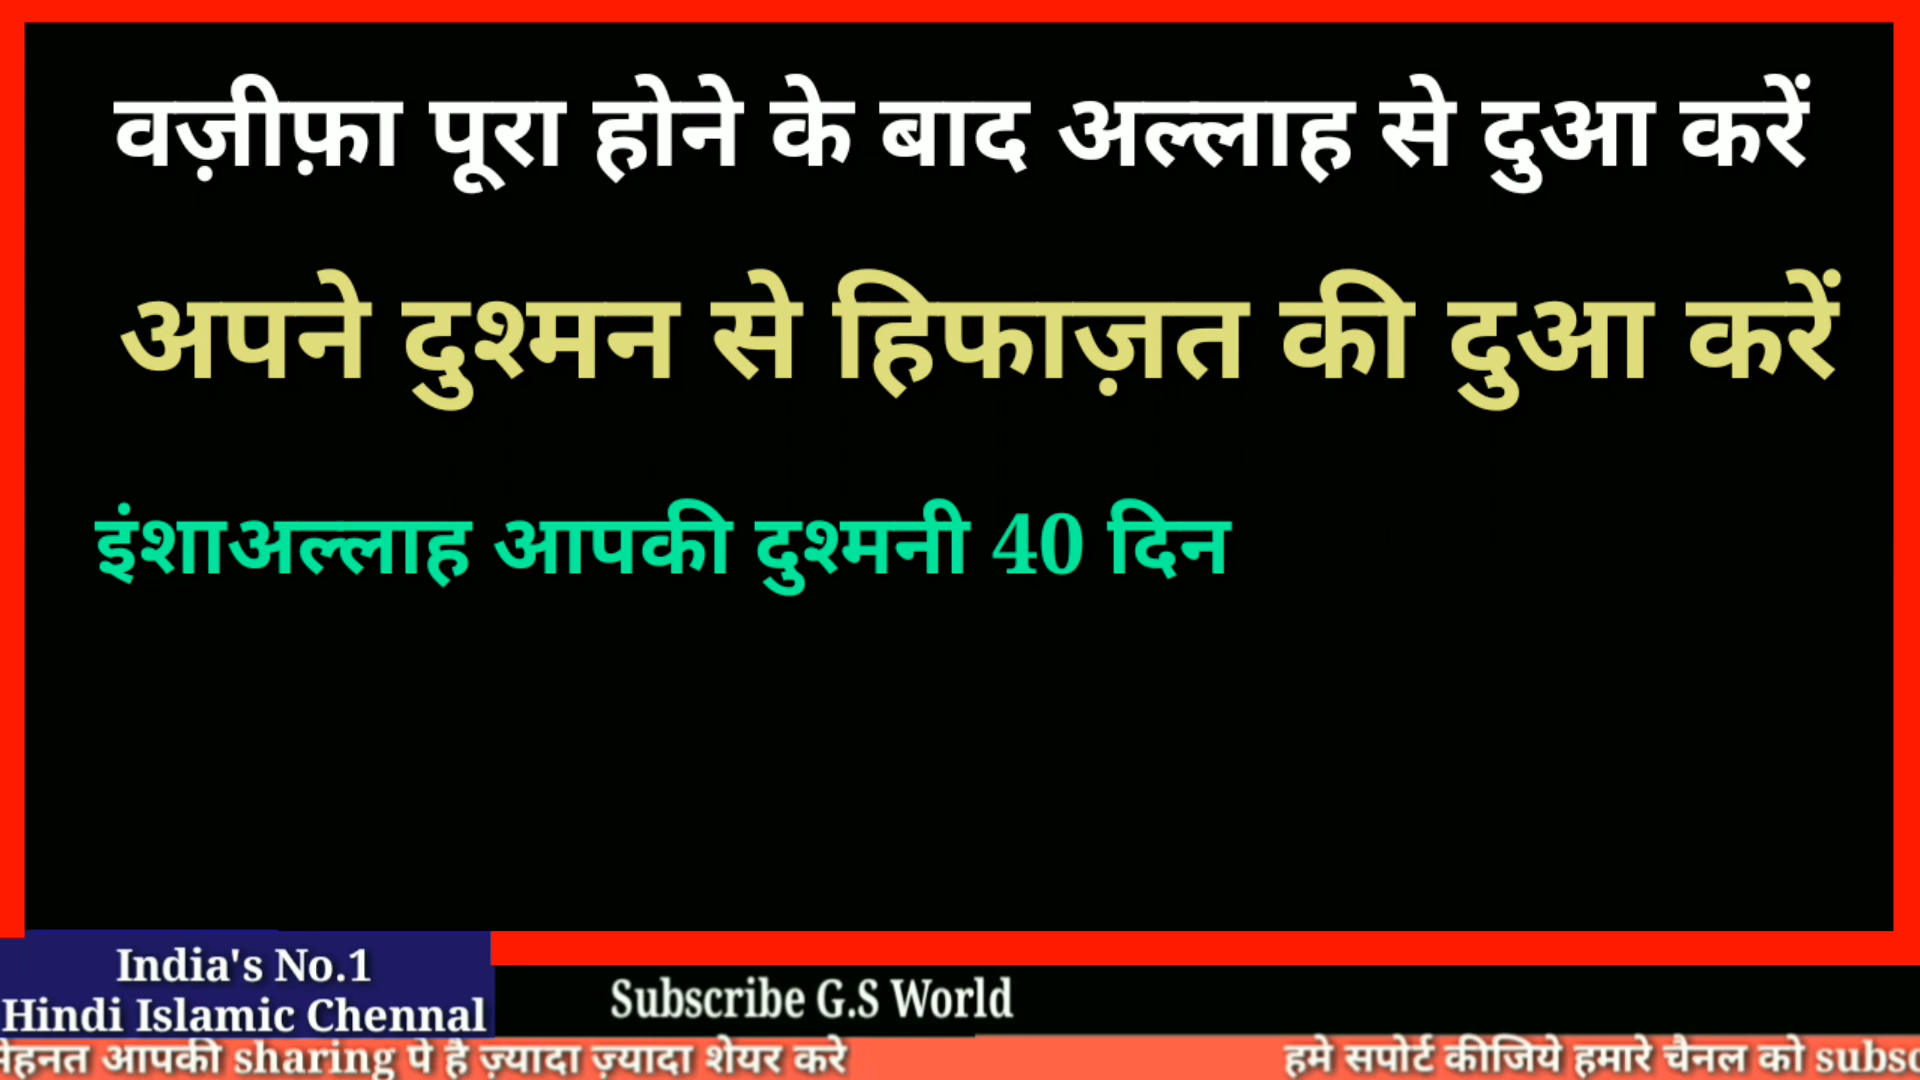 वज़ीफ़ा पूरा होने के बाद अल्लाह से दुआ करें
अपने दुश्मन से हिफाज़त की दुआ करें
इंशाअल्लाह आपकी दुश्मनी 40 दिन
India's No.1
Hindi Islamic Chennal
Subscribe G.S World
आपकी sharing पे है ज़्यादा ज़्यादा शेयर करे
हमे सपोर्ट कीजिये हमारे चैनल को